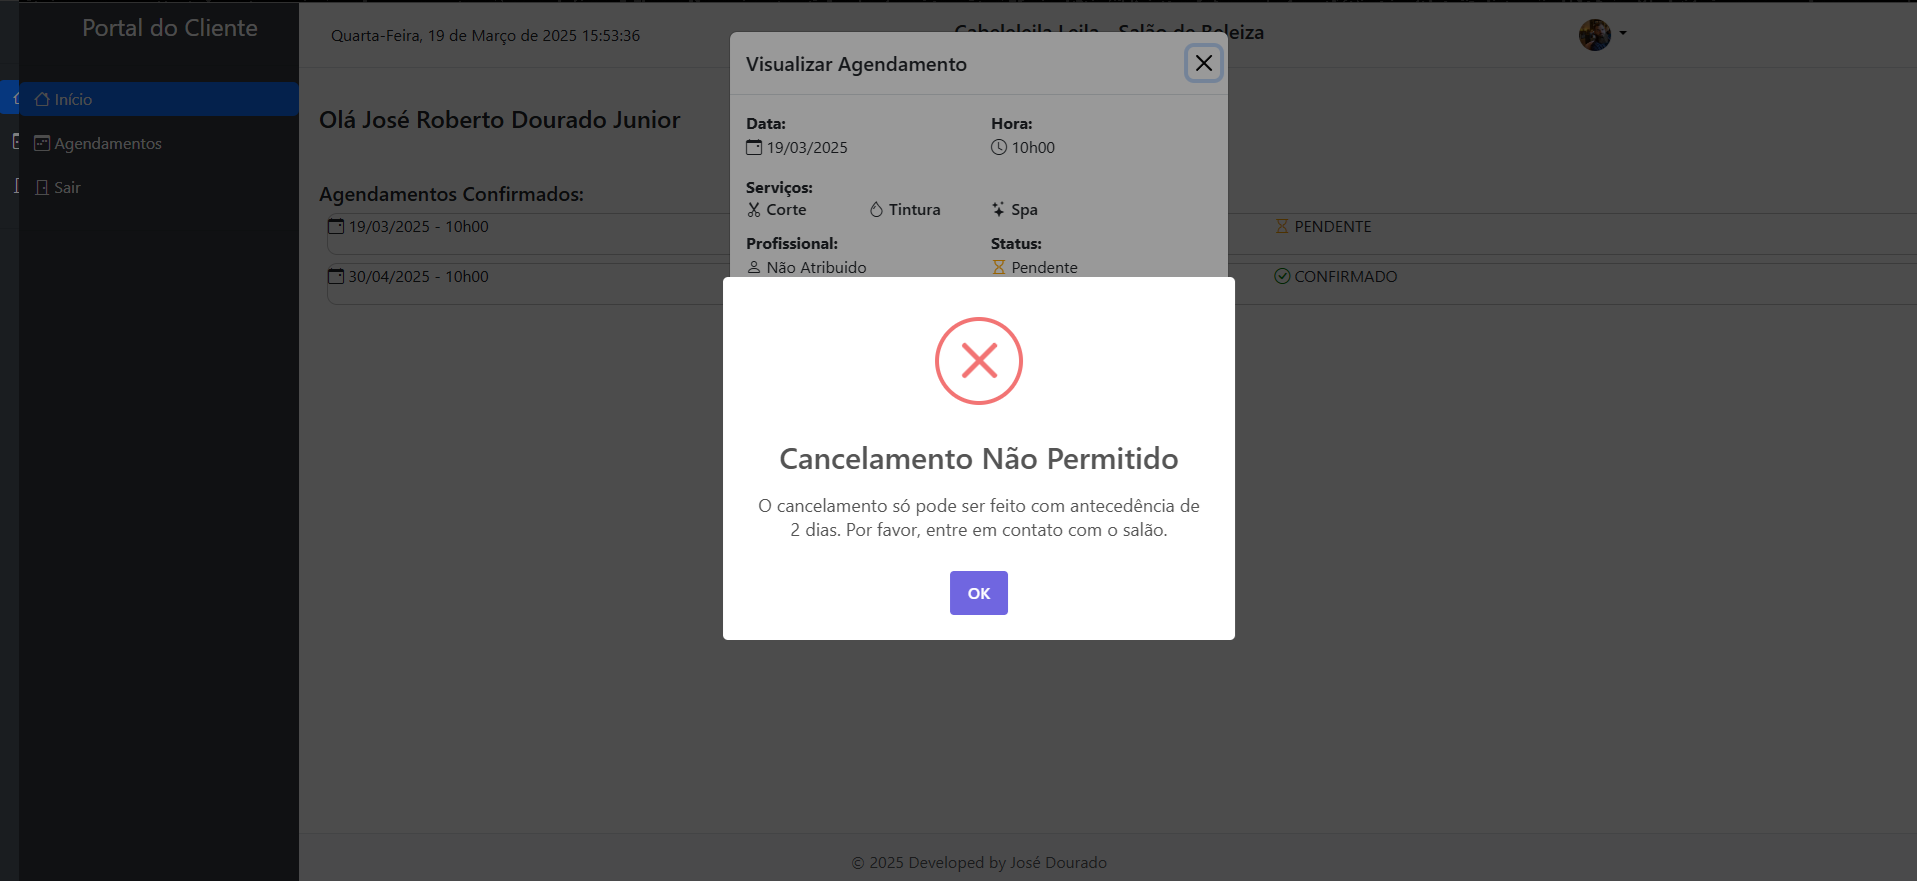 Portal do Cliente
Início
Agendamentos
Sair
Quarta-Feira, 19 de Março de 2025 15:53:36
Cabeleleila Leila - Salão de Beleiza
Olá José Roberto Dourado Junior
Agendamentos Confirmados:
19/03/2025 - 10h00
PENDENTE
30/04/2025 - 10h00
CONFIRMADO
Visualizar Agendamento
Data:
Hora:
19/03/2025
10h00
Serviços:
Corte
Tintura
Spa
Profissional:
Status:
Não Atribuido
Pendente
Cancelamento Não Permitido
O cancelamento só pode ser feito com antecedência de
2 dias. Por favor, entre em contato com o salão.
OK
© 2025 Developed by José Dourado